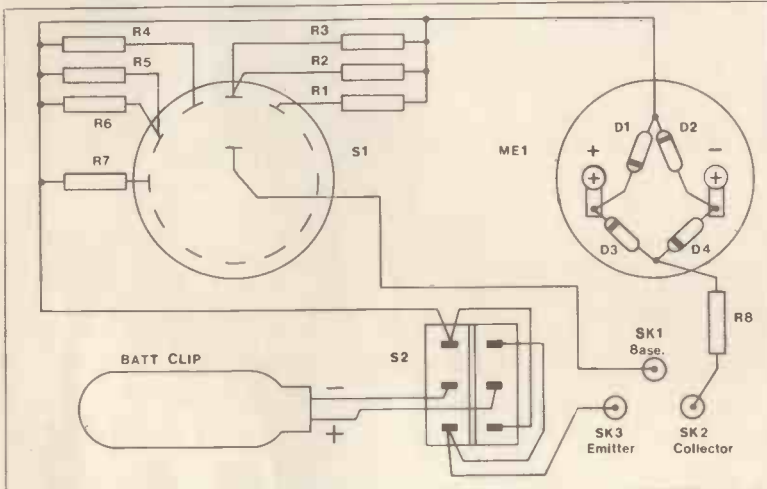 R4
R5
R6
R7
R3
R2
R1
S1
ME1
D1
D2
+
-
D3
D4
R8
SK1
8ase.
S2
BATT CLIP
-
+
SK3
Emitter
SK2
Collector